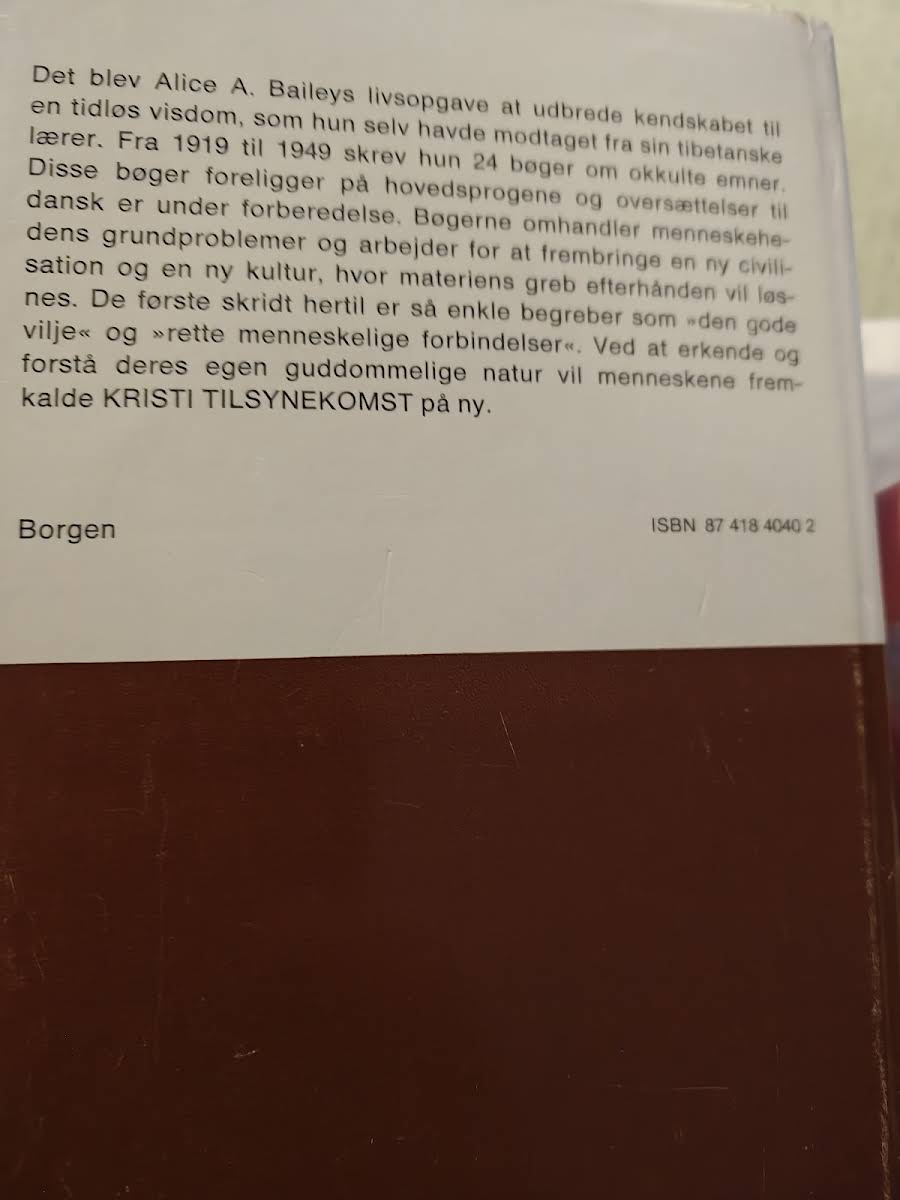 Det blev Alice A. Baileys livsopgave at udbrede kendskabet til
en tidløs visdom, som hun selv havde modtaget fra sin tibetanske
lærer. Fra 1919 til 1949 skrev hun 24 bøger om okkulte emner.
Disse bøger foreligger på hovedsprogene og oversættelser til
dansk er under forberedelse. Bøgerne omhandler menneskehe-
dens grundproblemer og arbejder for at frembringe en ny civili-
sation og en ny kultur, hvor materiens greb efterhånden vil løs-
nes. De første skridt hertil er så enkle begreber som »den gode
vilje« og »rette menneskelige forbindelser«. Ved at erkende og
forstå deres egen guddommelige natur vil menneskene frem-
kalde KRISTI TILSYNEKOMST på ny.
Borgen
ISBN 87 418 4040 2